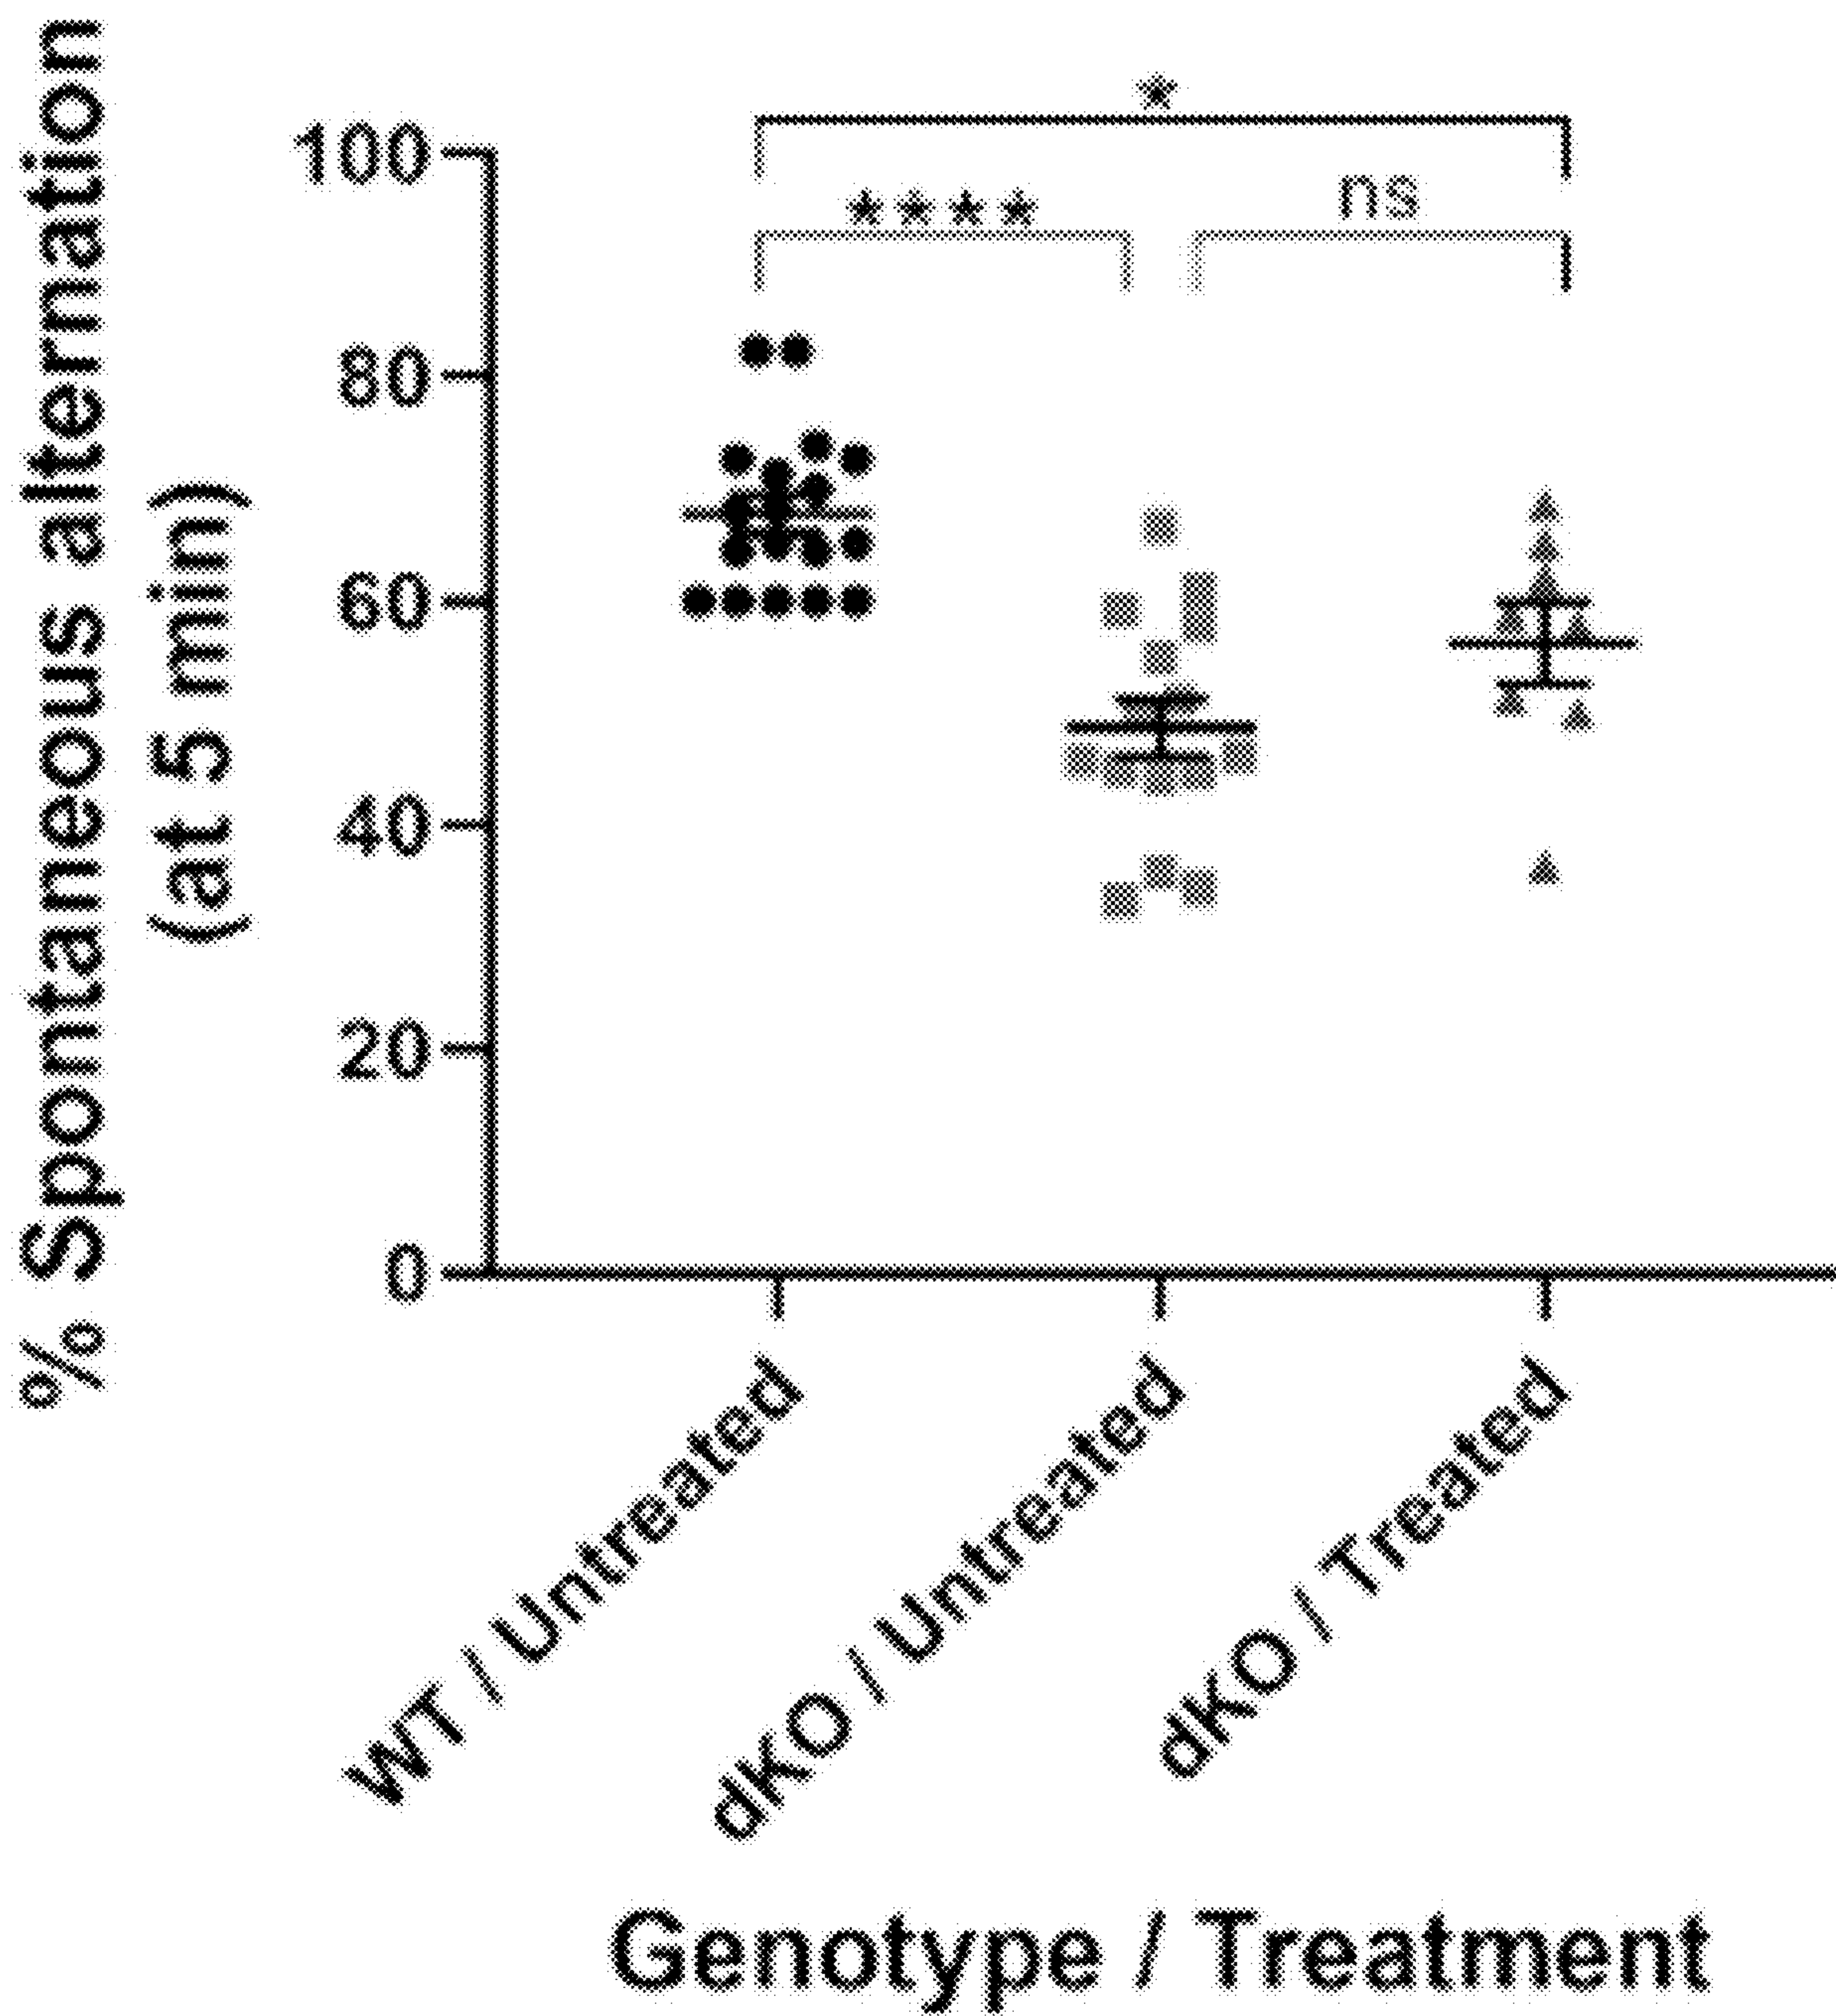 % Spontaneous alternation
(at 5 min)
100
80
60
40
20
0
*
****
ns
WT / Untreated
dKO / Untreated
dKO / Treated
Genotype / Treatment